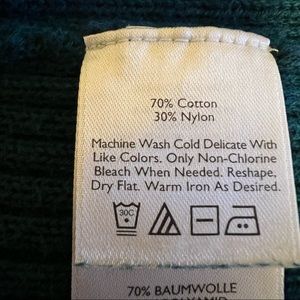 70% Cotton
30% Nylon
Machine Wash Cold Delicate With
Like Colors. Only Non-Chlorine
Bleach When Needed. Reshape,
Dry Flat. Warm Iron As Desired.
30C
70% BAUMWOLLE